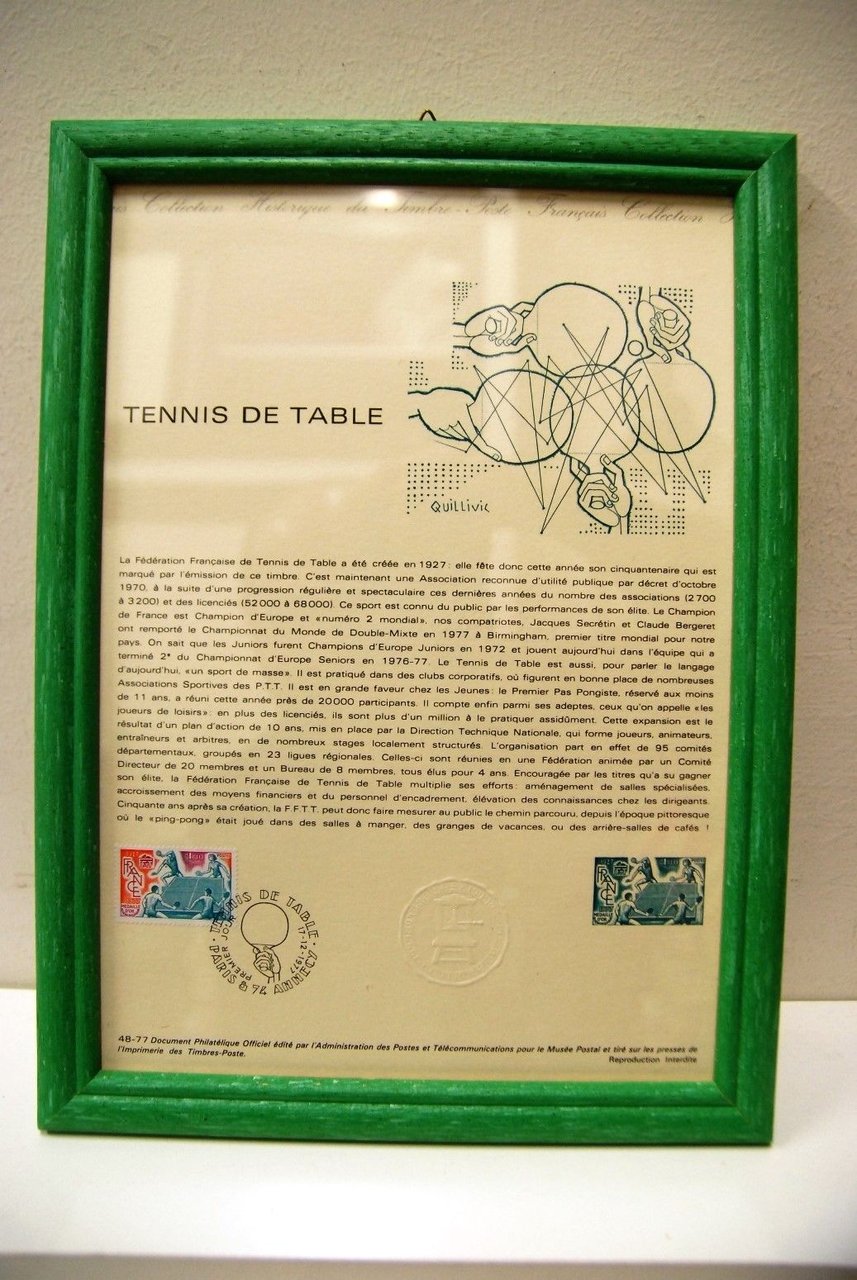 Collection Historique du Timbre-Poste Français Collection
TENNIS DE TABLE
QUILLIVIC
La Fédération Française de Tennis de Table a été créée en 1927 : elle fête donc cette année son cinquantenaire qui est
marqué par l'émission de ce timbre. C'est maintenant une Association reconnue d'utilité publique par décret d'octobre
1970, à la suite d'une progression régulière et spectaculaire ces dernières années du nombre des associations (2 700
à 3 200) et des licenciés (52 000 à 68 000). Ce sport est connu du public par les performances de son élite. Le Champion
de France est Champion d'Europe et «numéro 2 mondial», nos compatriotes, Jacques Secrétin et Claude Bergeret
ont remporté le Championnat du Monde de Double-Mixte en 1977 à Birmingham, premier titre mondial pour notre
pays. On sait que les Juniors furent Champions d'Europe Juniors en 1972 et jouent aujourd'hui dans l'équipe qui a
terminé 2e du Championnat d'Europe Seniors en 1976-77. Le Tennis de Table est aussi, pour parler le langage
d'aujourd'hui, «un sport de masse». Il est pratiqué dans des clubs corporatifs, où figurent en bonne place de nombreuses
Associations Sportives des P.T.T. Il est en grande faveur chez les Jeunes : le Premier Pas Pongiste, réservé aux moins
de 11 ans, a réuni cette année près de 20 000 participants. Il compte enfin parmi ses adeptes, ceux qu'on appelle «les
joueurs de loisirs» : en plus des licenciés, ils sont plus d'un million à le pratiquer assidûment. Cette expansion est le
résultat d'un plan d'action de 10 ans, mis en place par la Direction Technique Nationale, qui forme joueurs, animateurs,
entraîneurs et arbitres, en de nombreux stages localement structurés. L'organisation part en effet de 95 comités
départementaux, groupés en 23 ligues régionales. Celles-ci sont réunies en une Fédération animée par un Comité
Directeur de 20 membres et un Bureau de 8 membres, tous élus pour 4 ans. Encouragée par les titres qu'a su gagner
son élite, la Fédération Française de Tennis de Table multiplie ses efforts : aménagement de salles spécialisées,
accroissement des moyens financiers et du personnel d'encadrement, élévation des connaissances chez les dirigeants.
Cinquante ans après sa création, la F.F.T.T. peut donc faire mesurer au public le chemin parcouru, depuis l'époque pittoresque
où le «ping-pong» était joué dans des salles à manger, des granges de vacances, ou des arrière-salles de cafés !
FRANCE
FRANCE
TENNIS DE TABLE
PREMIER JOUR
17-12-1977
PARIS & 74 ANNECY
48-77 Document Philatélique Officiel édité par l'Administration des Postes et Télécommunications pour le Musée Postal et tiré sur les presses de
l'Imprimerie des Timbres-Poste.
Reproduction Interdite